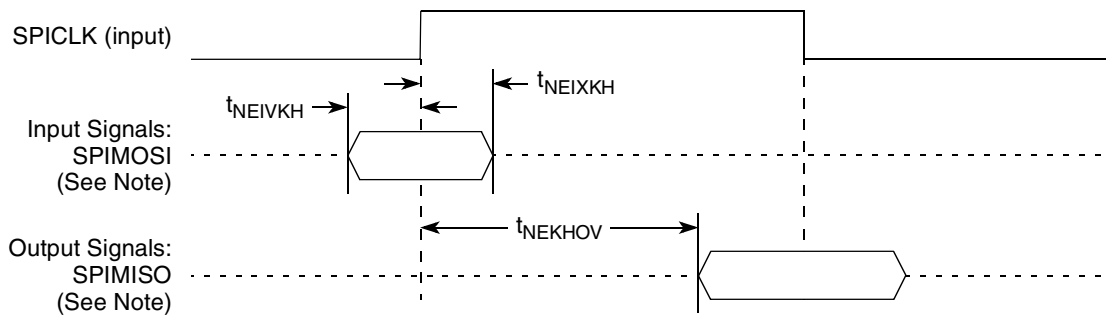 SPICLK (input)
tNEIXKH
tNEIVKH
Input Signals:
SPIMOSI
(See Note)
tNEKHOV
Output Signals:
SPIMISO
(See Note)